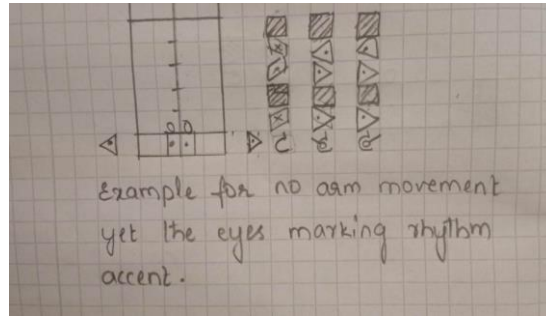 Example for no arm movement
yet the eyes marking rhythm
accent.